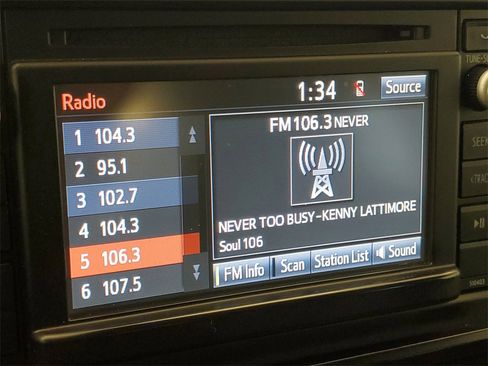 TUNE-SE
Radio 1:34 Source
1 104.3
2 95.1
3 102.7
4 104.3
5 106.3
6 107.5
FM 106.3 NEVER
NEVER TOO BUSY-KENNY LATTIMORE
Soul 106
FM Info Scan Station List Sound
SEEK
TRAC